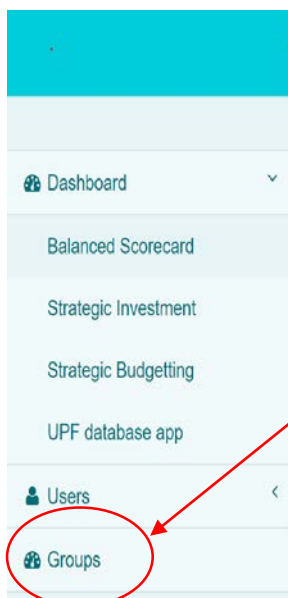 Dashboard
Balanced Scorecard
Strategic Investment
Strategic Budgetting
UPF database app
Users
Groups